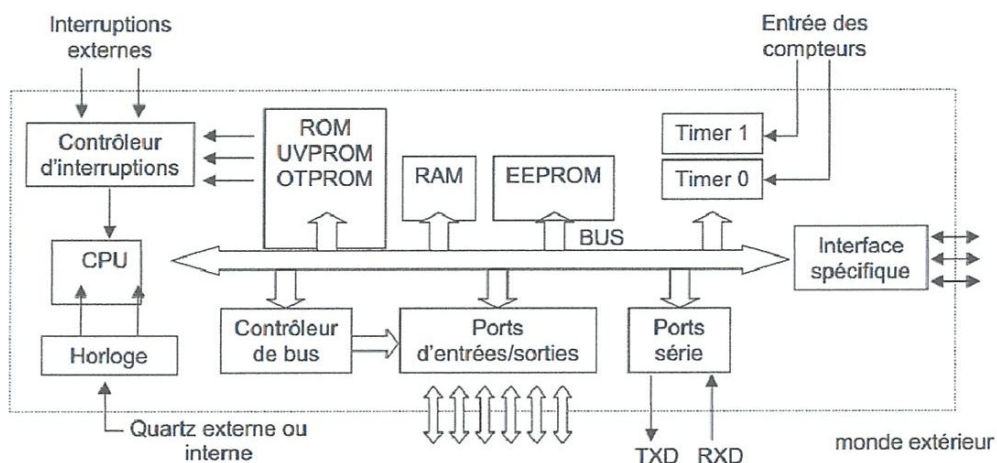 Interruptions
externes
Entrée des
compteurs
Contrôleur
d'interruptions
ROM
UVPROM
OTPROM
RAM
EEPROM
Timer 1
Timer 0
BUS
CPU
Interface
spécifique
Horloge
Contrôleur
de bus
Ports
d'entrées/sorties
Ports
série
Quartz externe ou
interne
TXD RXD
monde extérieur